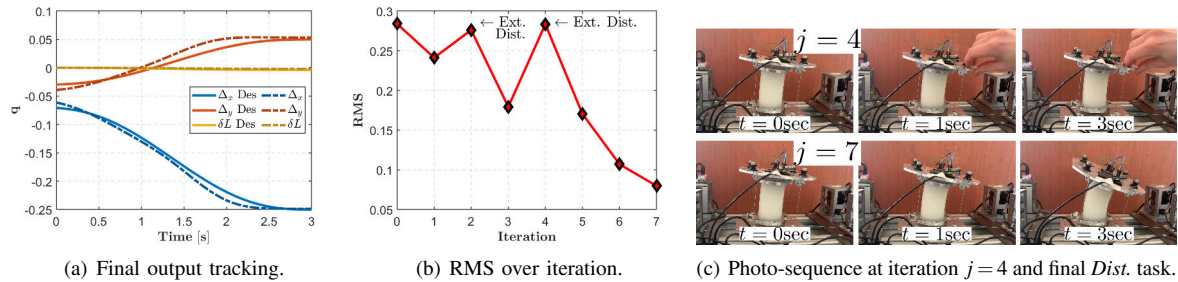 q
0.05
0
-0.05
-0.1
-0.15
-0.2
-0.25
Δx Des Δx
Δy Des Δy
δL Des δL
0 0.5 1 1.5 2 2.5 3
Time [s]
(a) Final output tracking.
RMS
0.3
0.25
0.2
0.15
0.1
0.05
← Ext. Dist.
← Ext. Dist.
0 1 2 3 4 5 6 7
Iteration
(b) RMS over iteration.
j = 4
t = 0sec t = 1sec t = 3sec
j = 7
t = 0sec t = 1sec t = 3sec
(c) Photo-sequence at iteration j = 4 and final Dist. task.